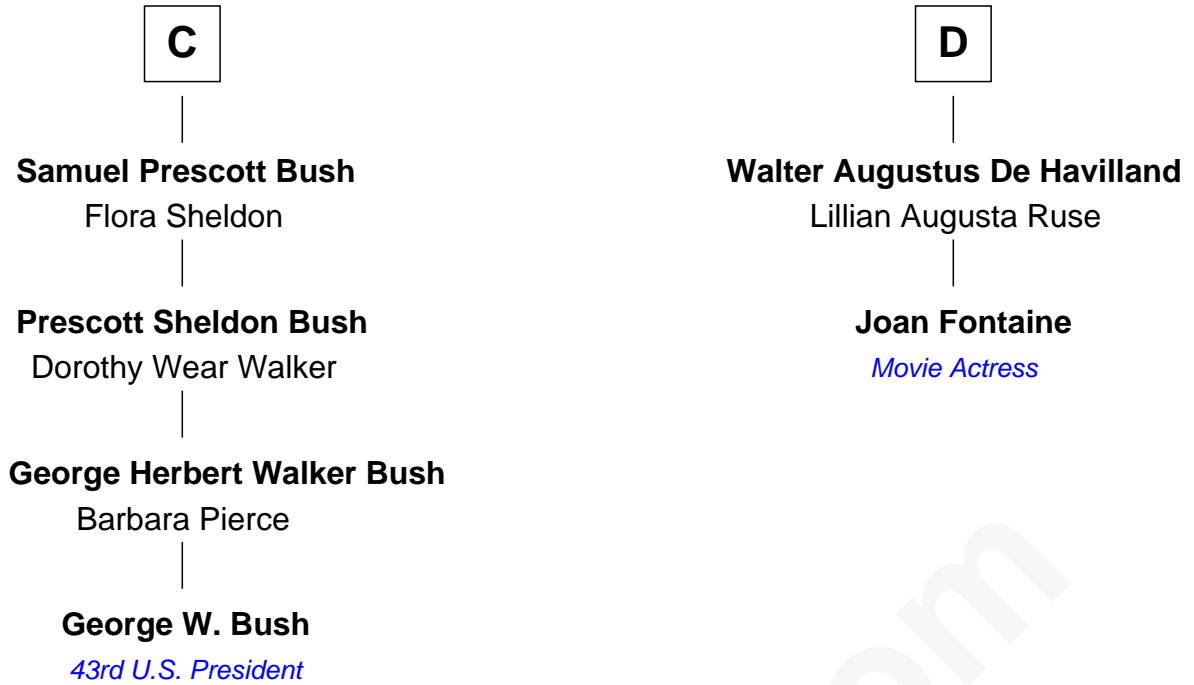 C
Samuel Prescott Bush
Flora Sheldon
Prescott Sheldon Bush
Dorothy Wear Walker
George Herbert Walker Bush
Barbara Pierce
George W. Bush
43rd U.S. President
D
Walter Augustus De Havilland
Lillian Augusta Ruse
Joan Fontaine
Movie Actress
om